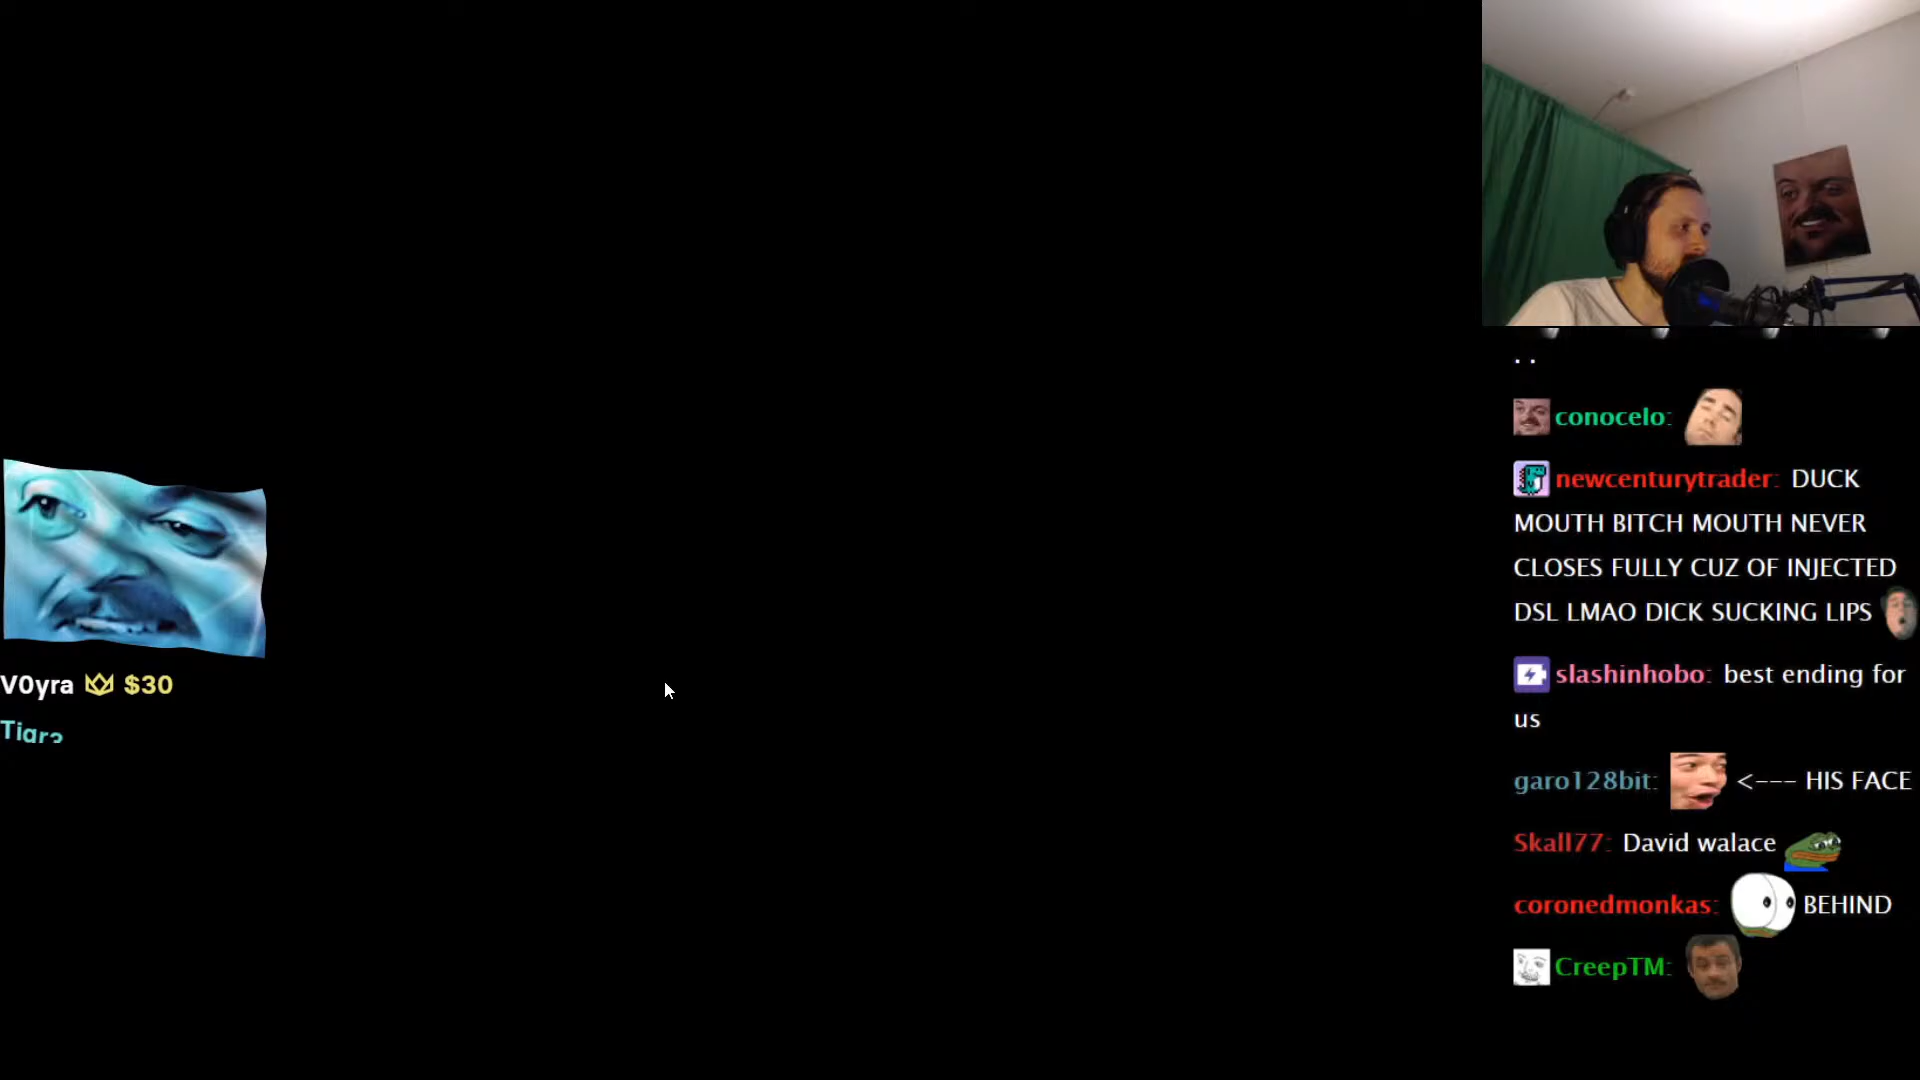 . .
conocelo:
newcenturytrader: DUCK
MOUTH BITCH MOUTH NEVER
CLOSES FULLY CUZ OF INJECTED
DSL LMAO DICK SUCKING LIPS
slashinhobo: best ending for
us
V0yra $30
garo128bit: <--- HIS FACE
Skall77: David walace
coronedmonkas: BEHIND
CreepTM: